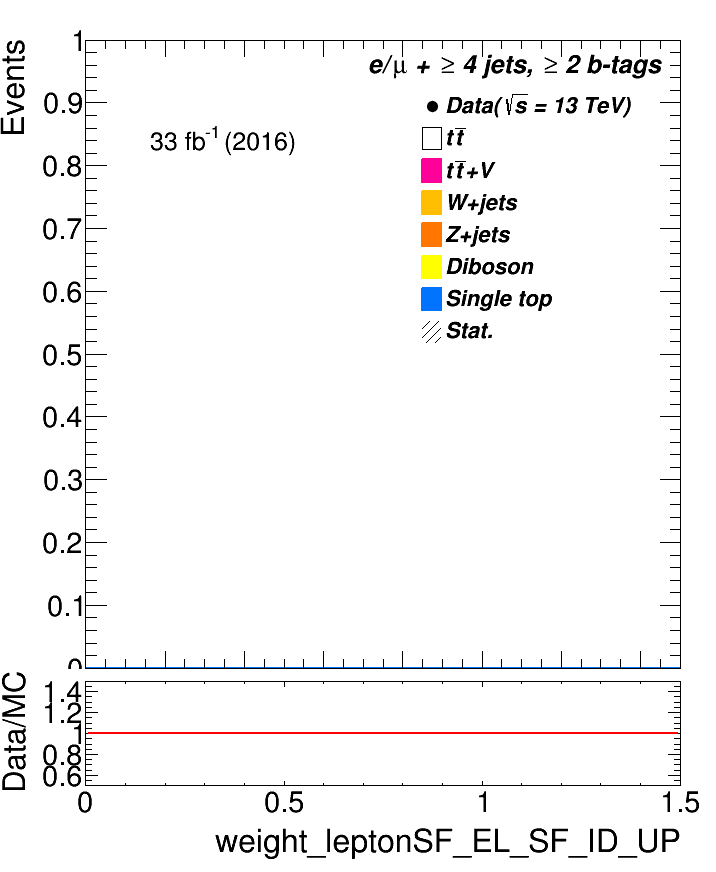 Events
1
0.9
0.8
0.7
0.6
0.5
0.4
0.3
0.2
0.1
0
e/μ + ≥ 4 jets, ≥ 2 b-tags
33 fb⁻¹ (2016)
Data(√s = 13 TeV)
tt̅
tt̅+V
W+jets
Z+jets
Diboson
Single top
Stat.
Data/MC
1.4
1.2
1
0.8
0.6
0 0.5 1 1.5
weight_leptonSF_EL_SF_ID_UP